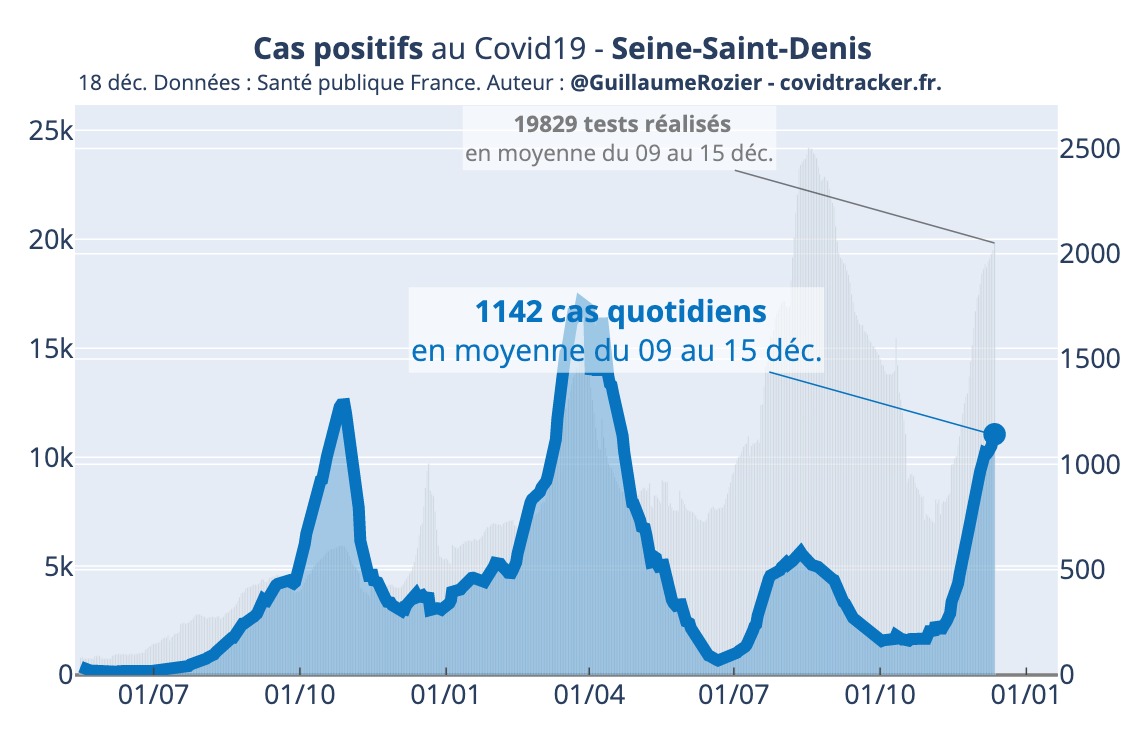 Cas positifs au Covid19 - Seine-Saint-Denis
18 déc. Données : Santé publique France. Auteur : @GuillaumeRozier - covidtracker.fr.
19829 tests réalisés
en moyenne du 09 au 15 déc.
1142 cas quotidiens
en moyenne du 09 au 15 déc.
25k
20k
15k
10k
5k
0
2500
2000
1500
1000
500
0
01/07
01/10
01/01
01/04
01/07
01/10
01/01